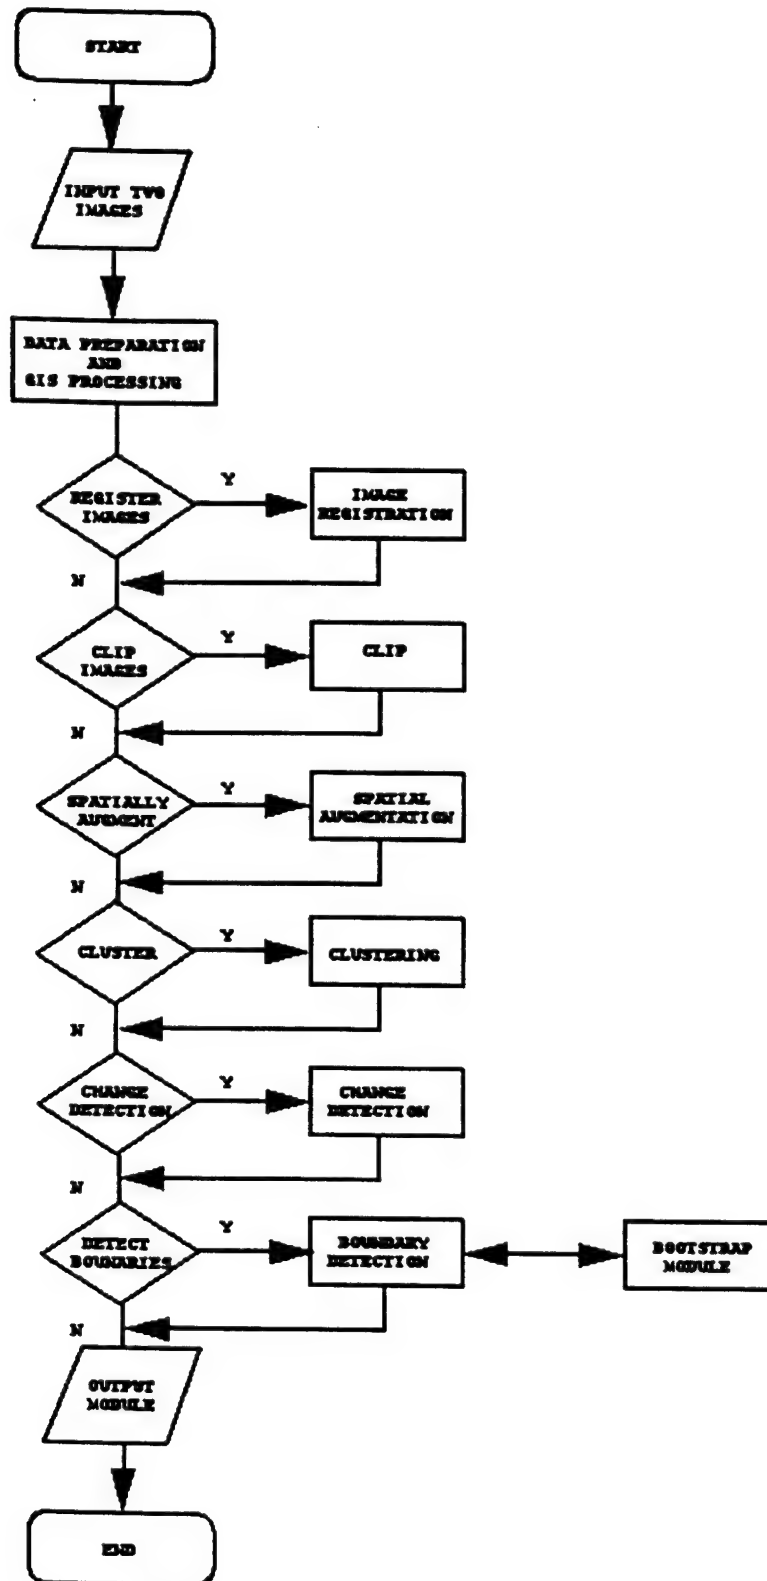 START
INPUT TWO
IMAGES
DATA PREPARATION
AND
GIS PROCESSING
REGISTER
IMAGES
Y
IMAGE
REGISTRATION
N
CLIP
IMAGES
Y
CLIP
N
SPATIALLY
AUGMENT
Y
SPATIAL
AUGMENTATION
N
CLUSTER
Y
CLUSTERING
N
CHANGE
DETECTION
Y
CHANGE
DETECTION
N
DETECT
BOUNARIES
Y
BOUNDARY
DETECTION
BOOTSTRAP
MODULE
N
OUTPUT
MODULE
END